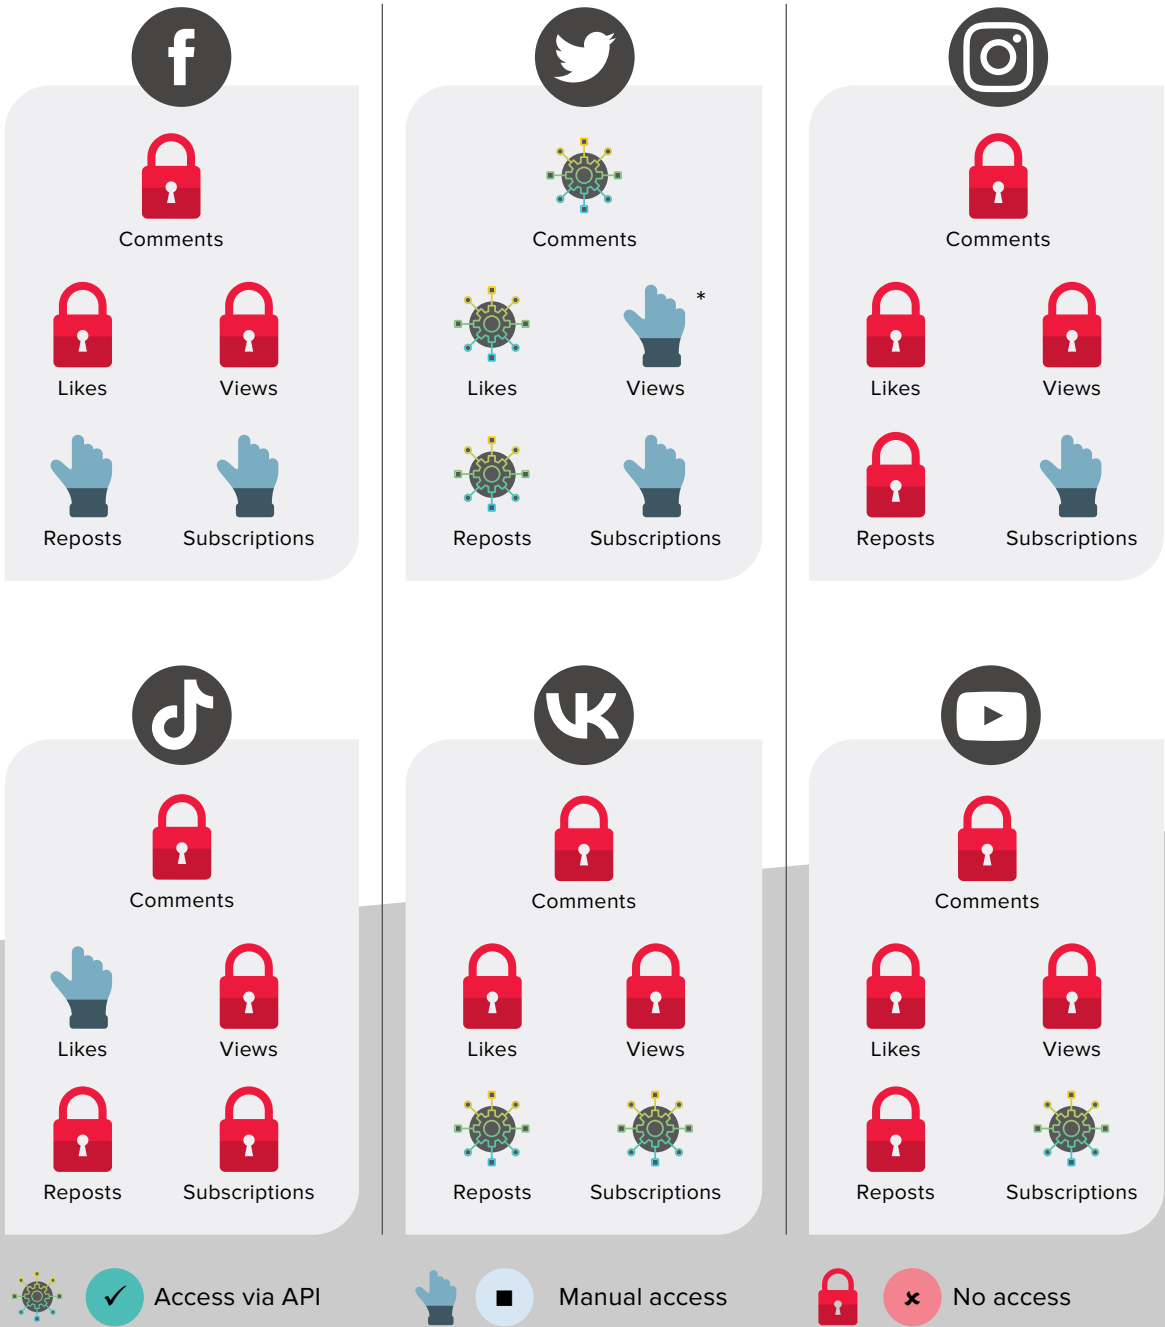 Comments
Likes
Views
*
Reposts
Subscriptions
Comments
Likes
Views
Reposts
Subscriptions
Comments
Likes
Views
Reposts
Subscriptions
Comments
Likes
Views
Reposts
Subscriptions
Comments
Likes
Views
Reposts
Subscriptions
Comments
Likes
Views
Reposts
Subscriptions
Access via API
Manual access
No access